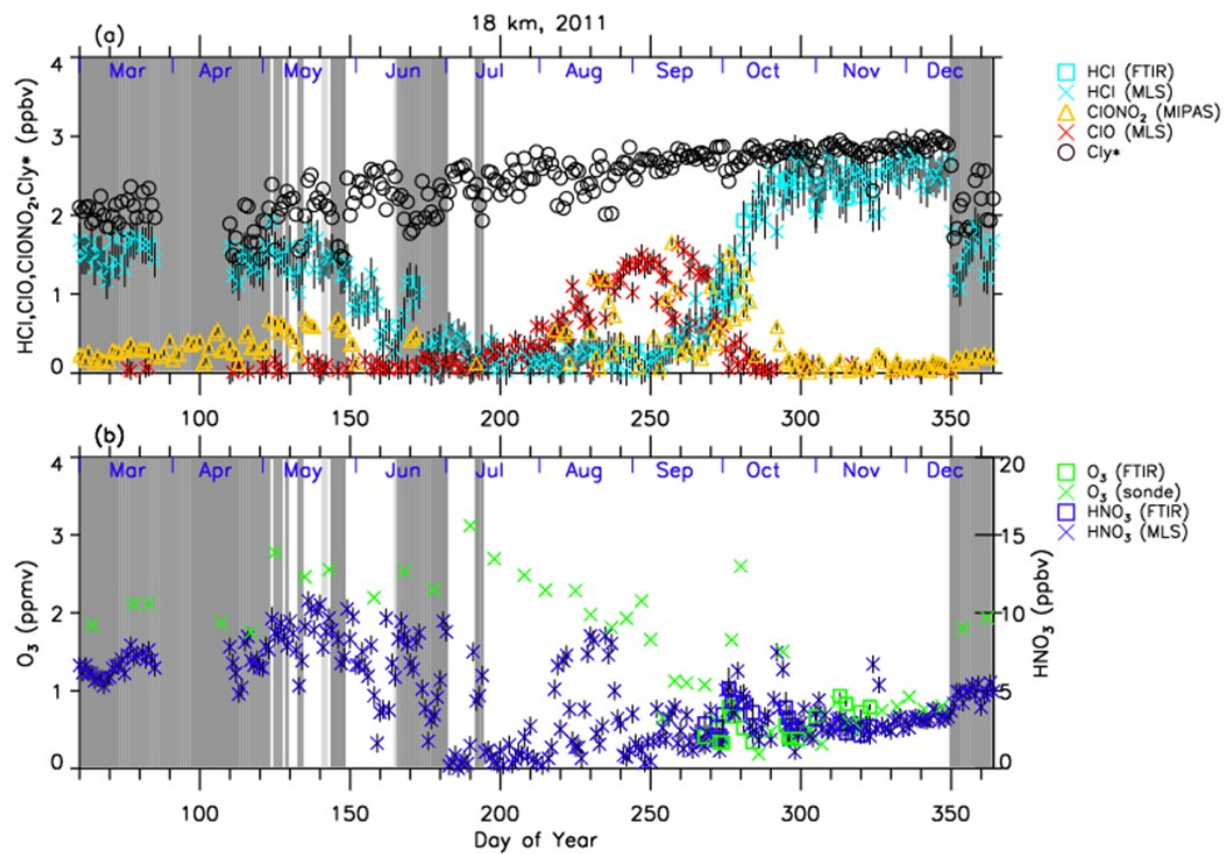 18 km, 2011
(a)
HCl,ClO,ClONO₂,Cly* (ppbv)
4
3
2
1
0
Mar Apr May Jun Jul Aug Sep Oct Nov Dec
100 150 200 250 300 350
HCl (FTIR)
HCl (MLS)
ClONO₂ (MIPAS)
ClO (MLS)
Cly*
(b)
O₃ (ppmv)
4
3
2
1
0
Mar Apr May Jun Jul Aug Sep Oct Nov Dec
20
15
10
5
0
HNO₃ (ppbv)
100 150 200 250 300 350
Day of Year
O₃ (FTIR)
O₃ (sonde)
HNO₃ (FTIR)
HNO₃ (MLS)